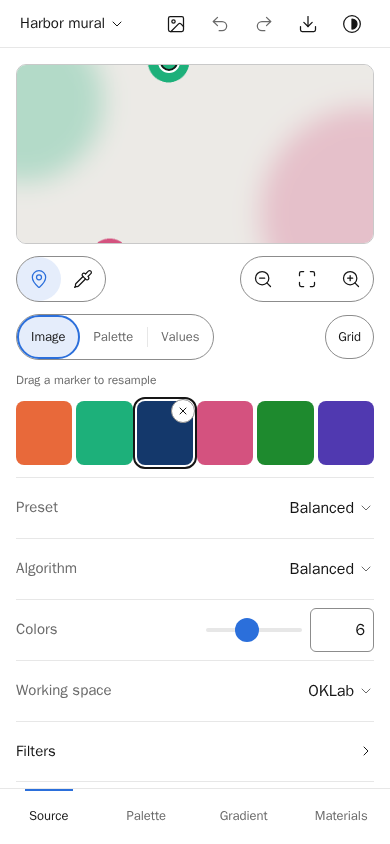 Harbor mural
Image
Palette
Values
Grid
Drag a marker to resample
Preset
Balanced
Algorithm
Balanced
Colors
6
Working space
OKLab
Filters
Source
Palette
Gradient
Materials